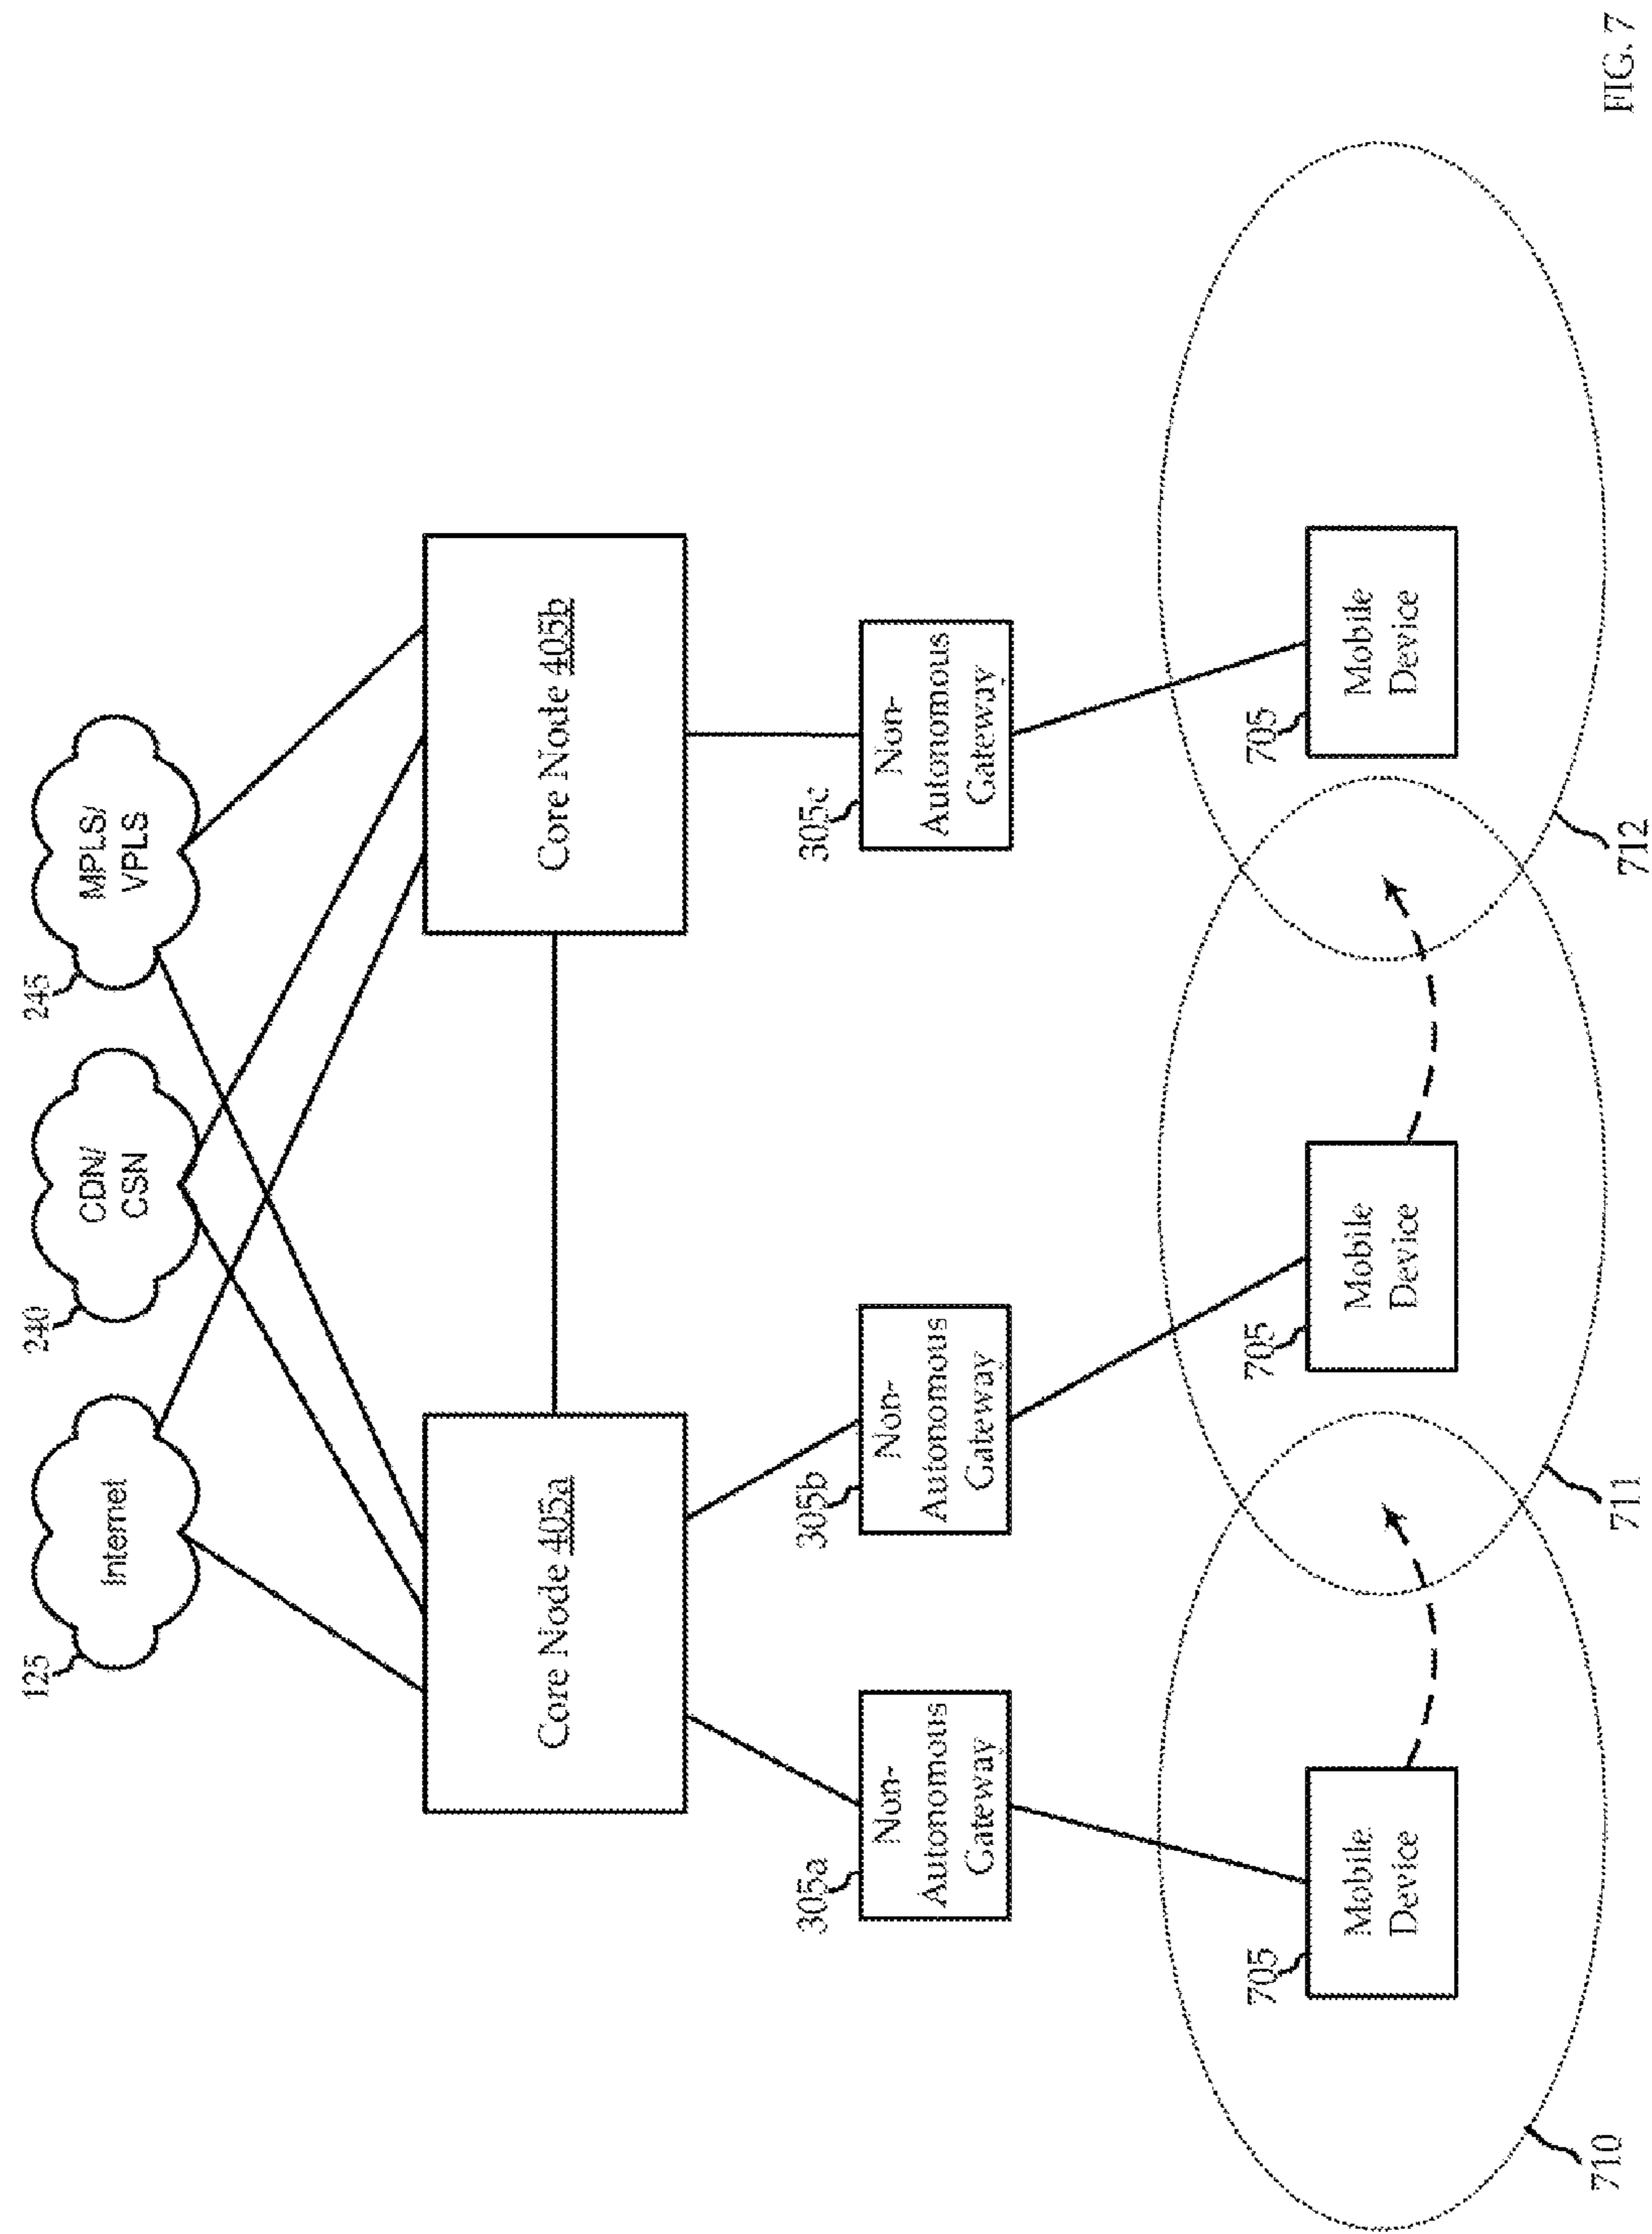 125
Internet
240
CDN/
CSN
245
MPLS/
VPLS
Core Node 405a
Core Node 405b
305a
Non-
Autonomous
Gateway
305b
Non-
Autonomous
Gateway
305c
Non-
Autonomous
Gateway
705
Mobile
Device
705
Mobile
Device
705
Mobile
Device
710
711
712
FIG. 7